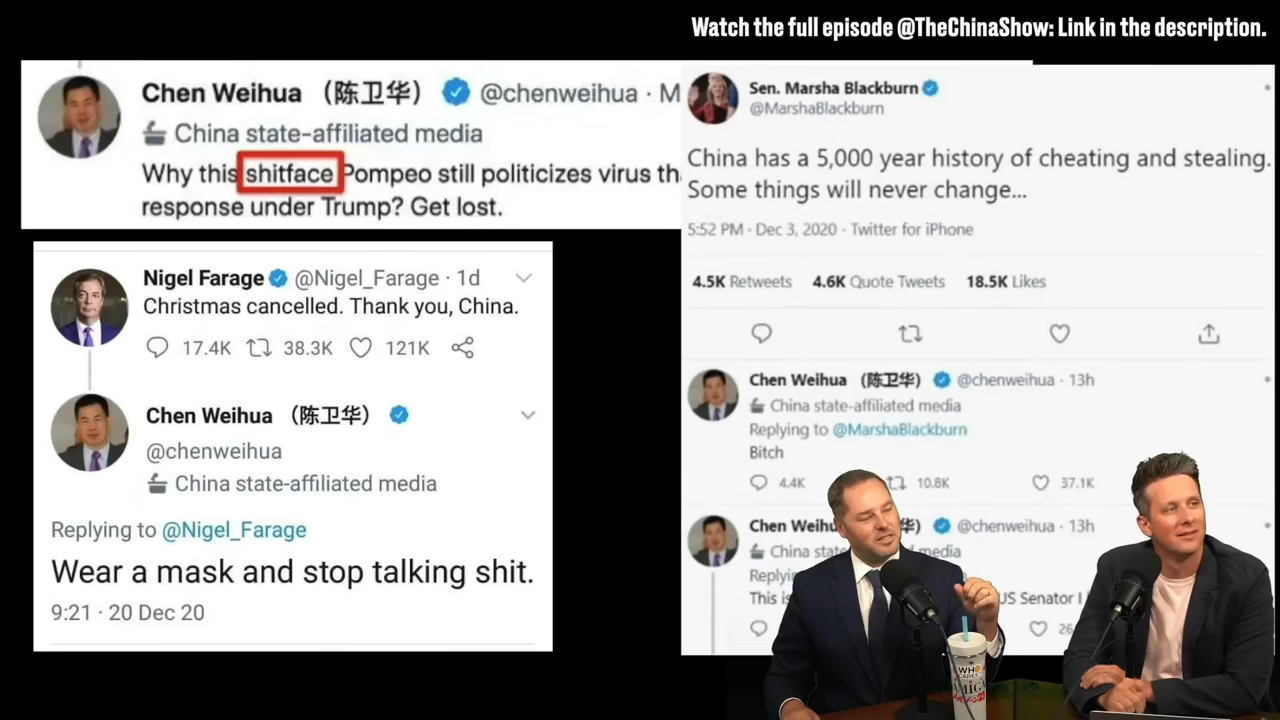 Watch the full episode @TheChinaShow: Link in the description.
Chen Weihua （陈卫华） @chenweihua · M
China state-affiliated media
Why this shitface Pompeo still politicizes virus th
response under Trump? Get lost.
Nigel Farage @Nigel_Farage · 1d
Christmas cancelled. Thank you, China.
17.4K 38.3K 121K
Chen Weihua （陈卫华）
@chenweihua
China state-affiliated media
Replying to @Nigel_Farage
Wear a mask and stop talking shit.
9:21 · 20 Dec 20
Sen. Marsha Blackburn
@MarshaBlackburn
China has a 5,000 year history of cheating and stealing.
Some things will never change...
5:52 PM · Dec 3, 2020 · Twitter for iPhone
4.5K Retweets 4.6K Quote Tweets 18.5K Likes
Chen Weihua （陈卫华） @chenweihua · 13h
China state-affiliated media
Replying to @MarshaBlackburn
Bitch
4.4K 10.8K 37.1K
Chen Weihu 华） @chenweihua · 13h
China state media
Replyin
This is US Senator I
26
WHO
AMIGA